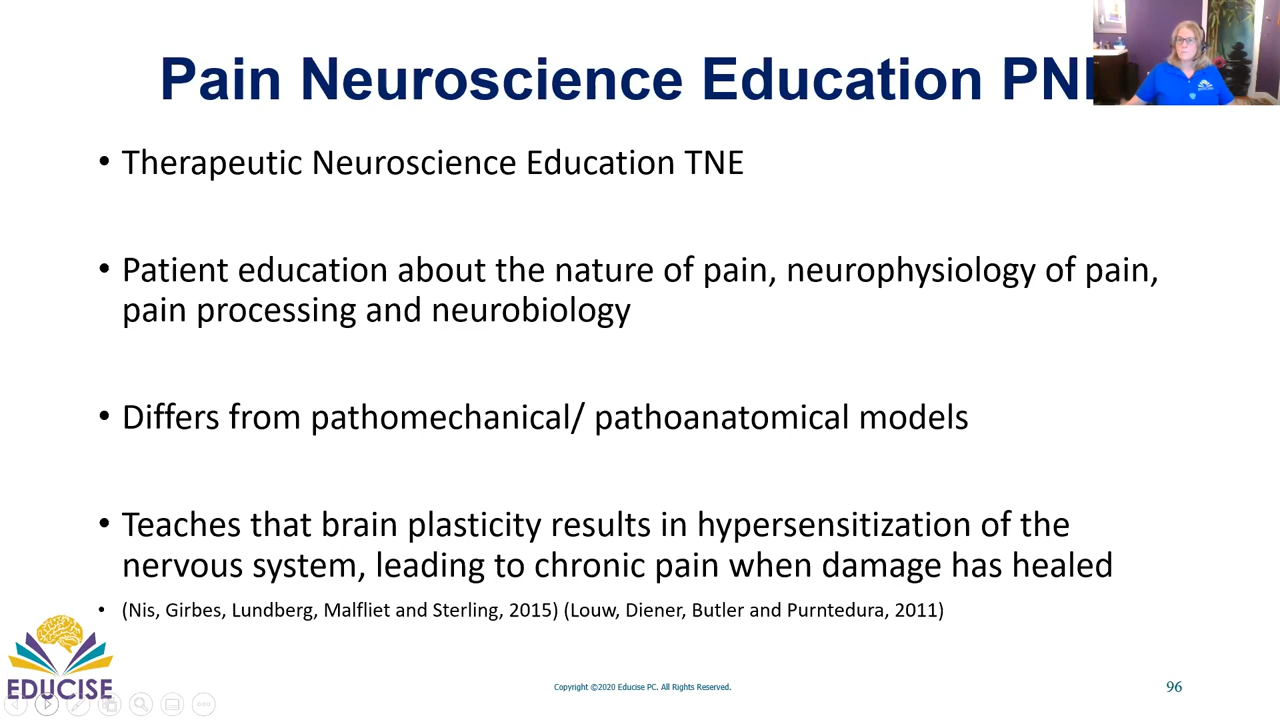 Pain Neuroscience Education PN
• Therapeutic Neuroscience Education TNE
• Patient education about the nature of pain, neurophysiology of pain,
pain processing and neurobiology
• Differs from pathomechanical/ pathoanatomical models
• Teaches that brain plasticity results in hypersensitization of the
nervous system, leading to chronic pain when damage has healed
• (Nis, Girbes, Lundberg, Malfliet and Sterling, 2015) (Louw, Diener, Butler and Purntedura, 2011)
EDUCISE
Copyright ©2020 Educise PC. All Rights Reserved.
96